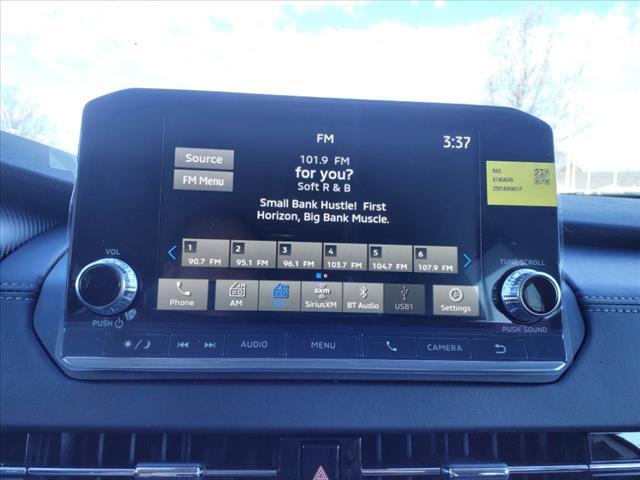 FM
3:37
Source
FM Menu
101.9 FM
for you?
Soft R & B
Small Bank Hustle! First
Horizon, Big Bank Muscle.
1 2 3 4 5 6
90.7 FM 95.1 FM 96.1 FM 103.7 FM 104.7 FM 107.9 FM
Phone AM SiriusXM BT Audio USB1 Settings
sxm
VOL
PUSH
TUNE/SCROLL
PUSH SOUND
AUDIO MENU CAMERA
NAS